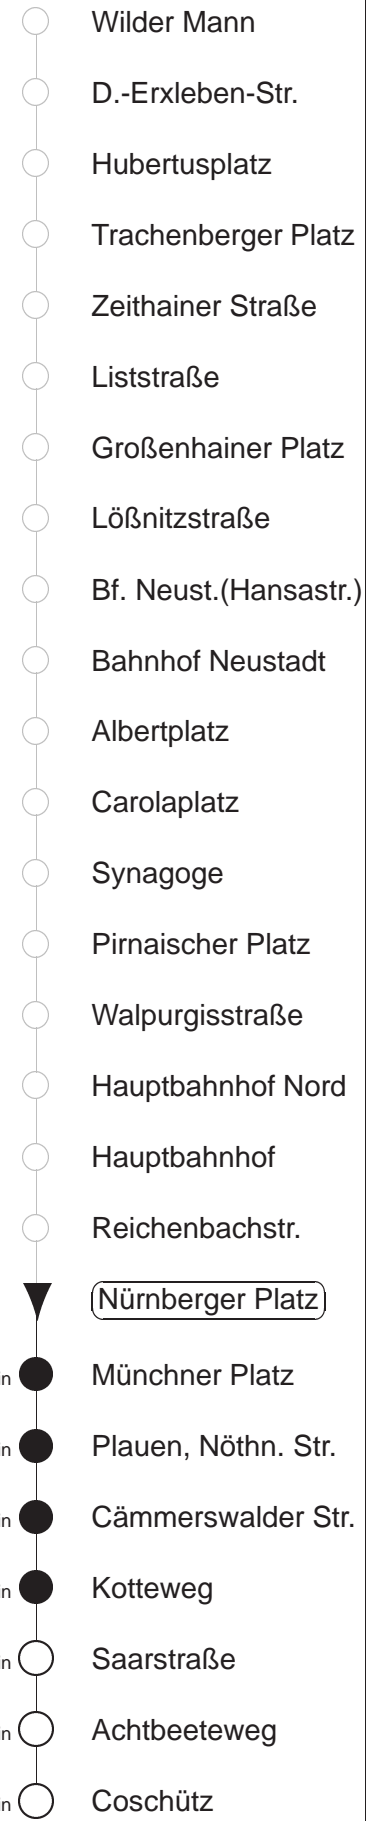 Wilder Mann
D.-Erxleben-Str.
Hubertusplatz
Trachenberger Platz
Zeithainer Straße
Liststraße
Großenhainer Platz
Lößnitzstraße
Bf. Neust.(Hansastr.)
Bahnhof Neustadt
Albertplatz
Carolaplatz
Synagoge
Pirnaischer Platz
Walpurgisstraße
Hauptbahnhof Nord
Hauptbahnhof
Reichenbachstr.
Nürnberger Platz
Münchner Platz
Plauen, Nöthn. Str.
Cämmerswalder Str.
Kotteweg
Saarstraße
Achtbeeteweg
Coschütz